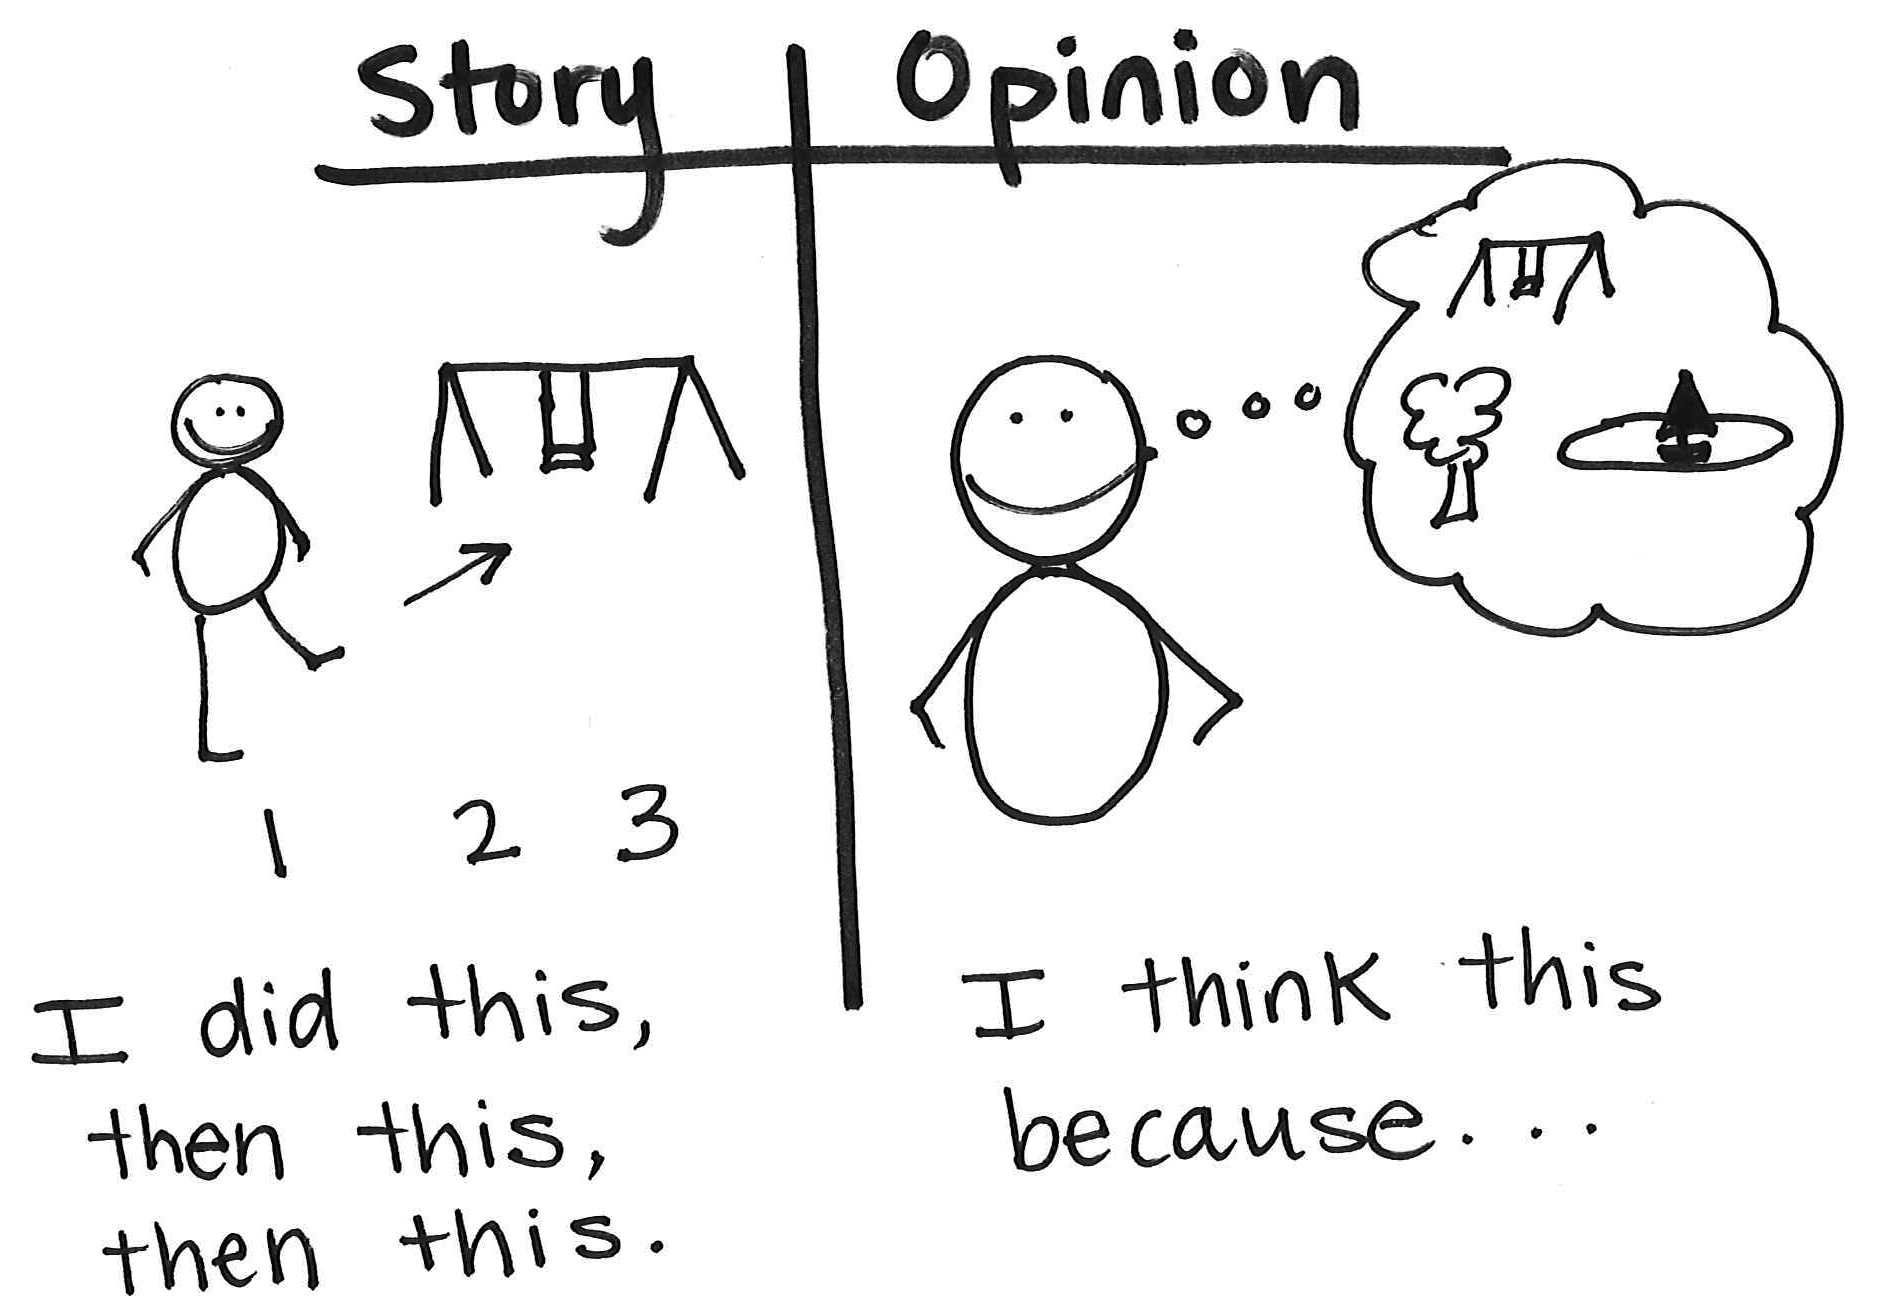 Story
Opinion
1 2 3
I did this,
then this,
then this.
I think this
because...